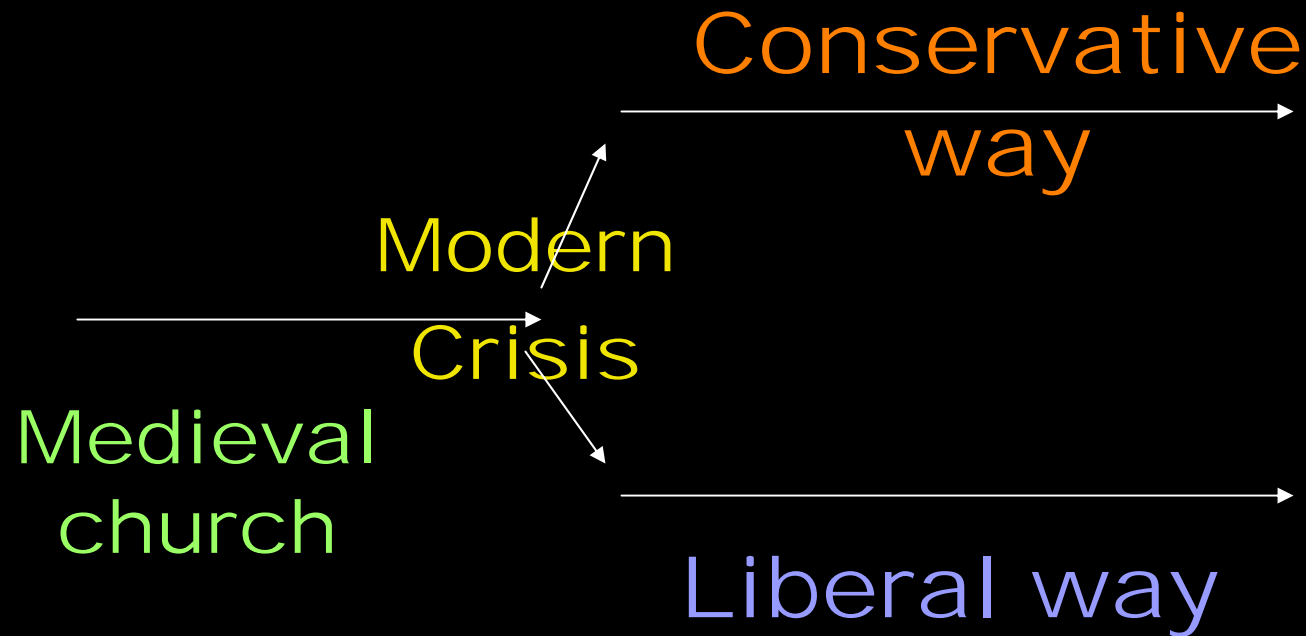 Conservative
way
Modern
Crisis
Medieval
church
Liberal way